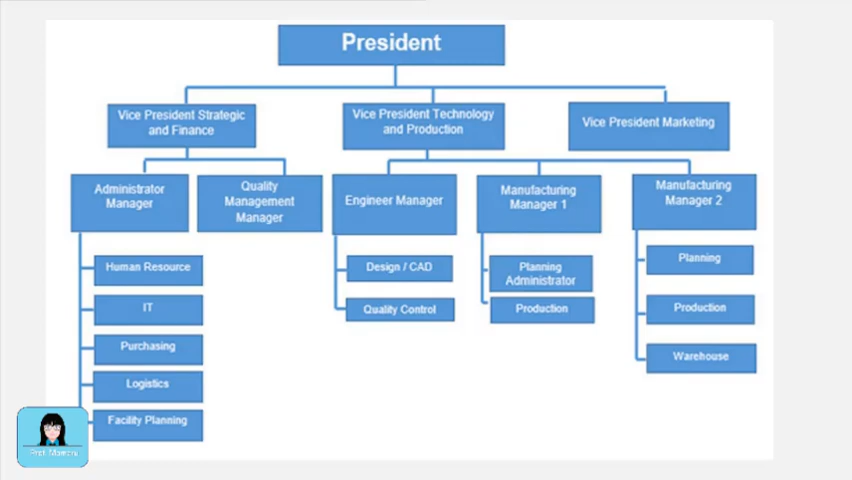 President
Vice President Strategic
and Finance
Vice President Technology
and Production
Vice President Marketing
Administrator
Manager
Quality
Management
Manager
Engineer Manager
Manufacturing
Manager 1
Manufacturing
Manager 2
Human Resource
IT
Purchasing
Logistics
Facility Planning
Design / CAD
Quality Control
Planning
Administrator
Production
Planning
Production
Warehouse